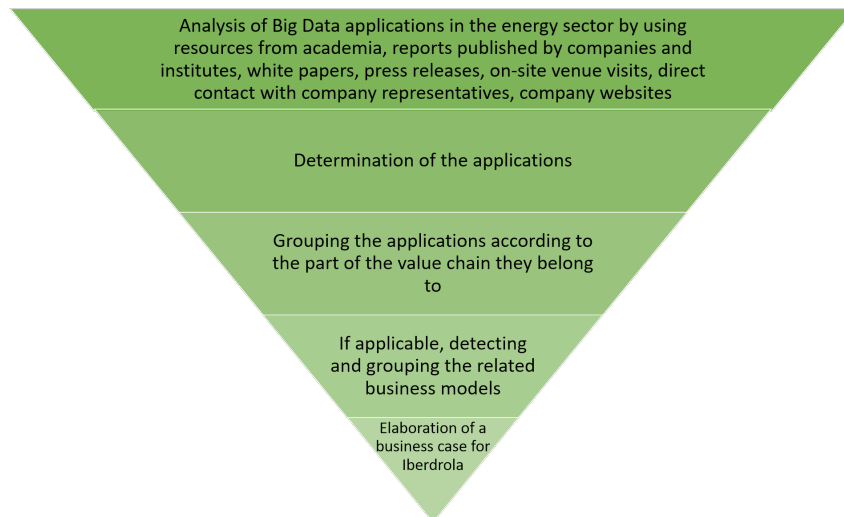 Analysis of Big Data applications in the energy sector by using
resources from academia, reports published by companies and
institutes, white papers, press releases, on-site venue visits, direct
contact with company representatives, company websites
Determination of the applications
Grouping the applications according to
the part of the value chain they belong
to
If applicable, detecting
and grouping the related
business models
Elaboration of a
business case for
Iberdrola